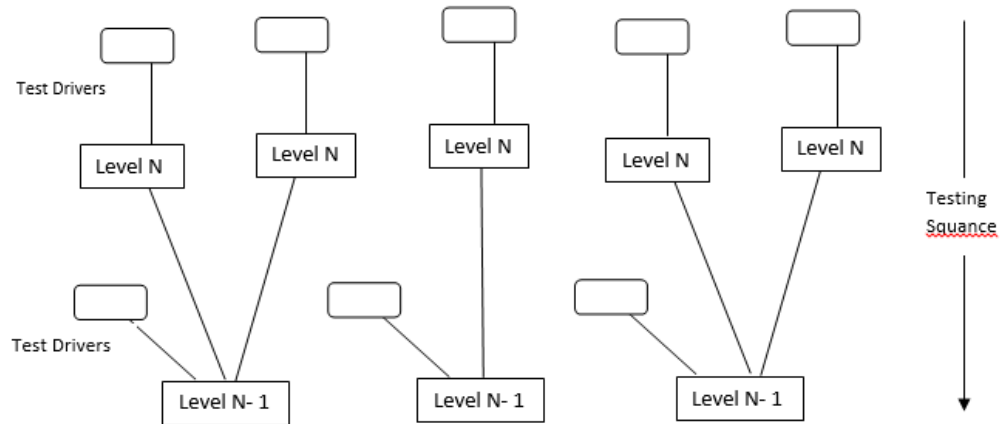 Test Drivers
Level N
Level N
Level N
Level N
Level N
Testing
Squance
Test Drivers
Level N- 1
Level N- 1
Level N- 1